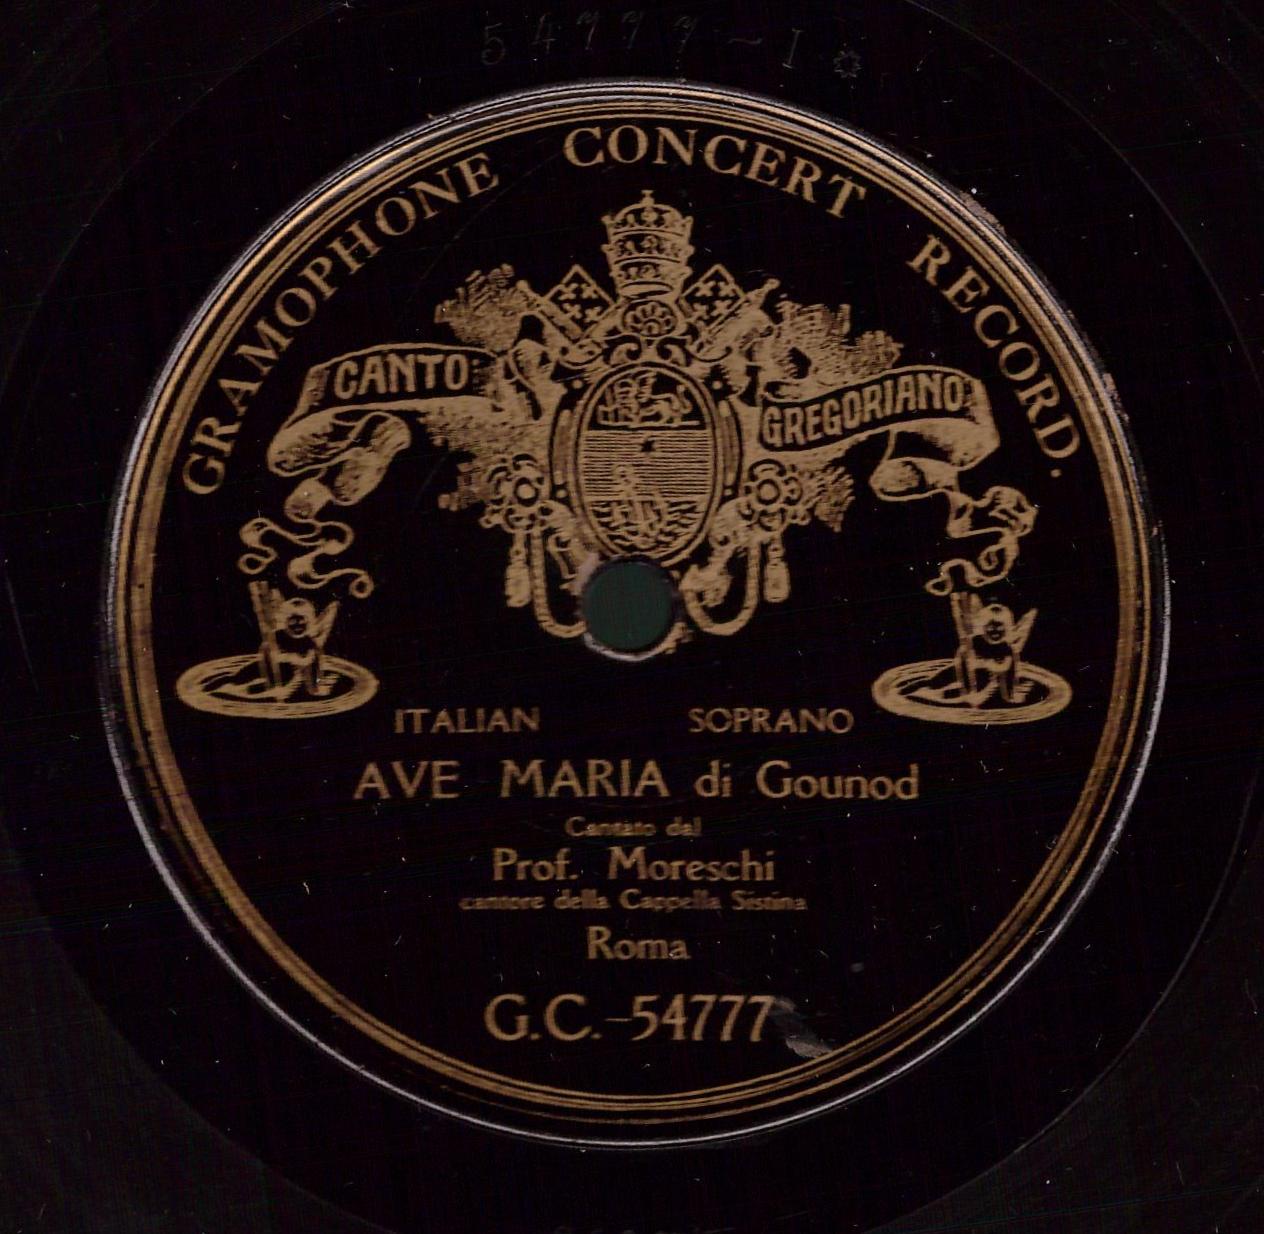 54777-I
GRAMOPHONE CONCERT RECORD.
CANTO
GREGORIANO
ITALIAN SOPRANO
AVE MARIA di Gounod
Cantato dal
Prof. Moreschi
cantore della Cappella Sistina
Roma
G.C.-54777